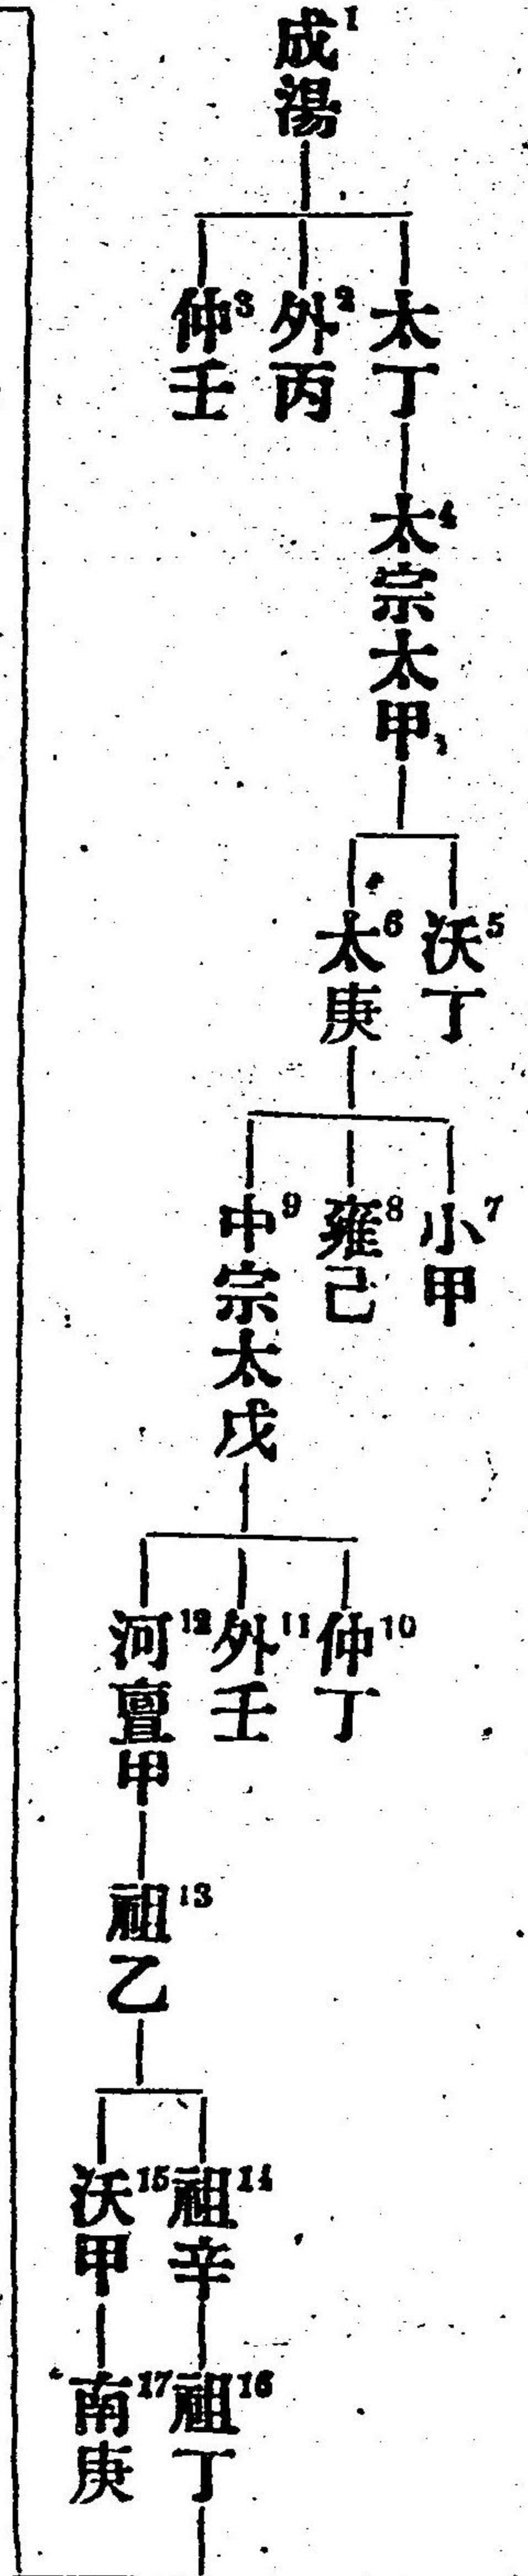 成湯1
太丁
外丙2
仲壬3
太宗太甲4
沃丁5
太庚6
小甲7
雍己8
中宗太戊9
仲丁10
外壬11
河亶甲12
祖乙13
祖辛14
沃甲15
祖丁16
南庚17